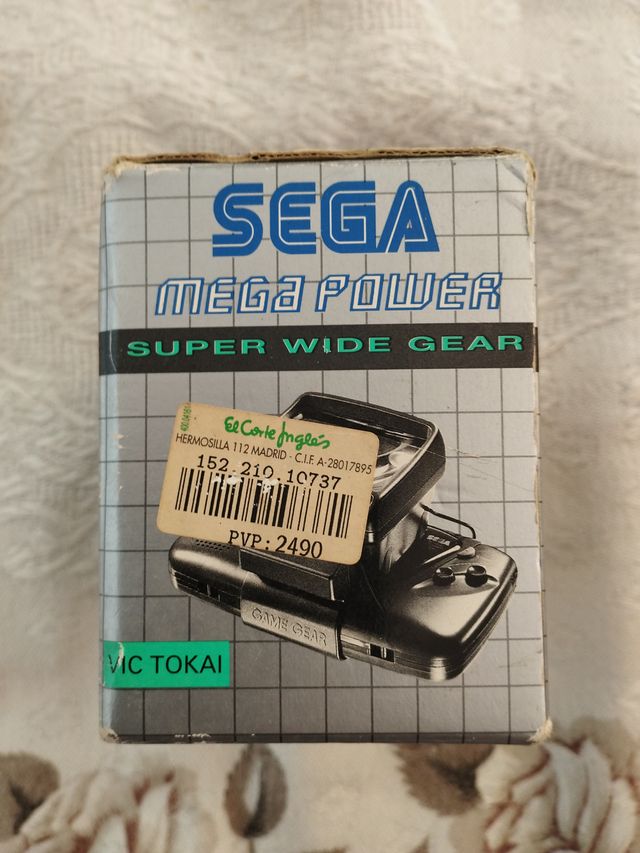 SEGA
MEGA POWER
SUPER WIDE GEAR
El Corte Inglés
HERMOSILLA 112 MADRID - C.I.F. A-28017895
152 210 10737
PVP: 2490
SEGA
GAME GEAR
VIC TOKAI